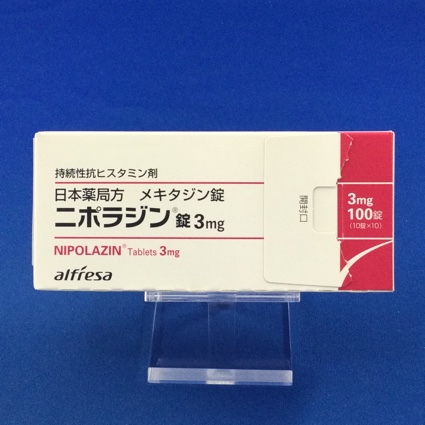 持続性抗ヒスタミン剤
日本薬局方 メキタジン錠
ニポラジン®錠3mg
NIPOLAZIN® Tablets 3mg
alfresa
開封口
3mg
100錠
(10錠×10)